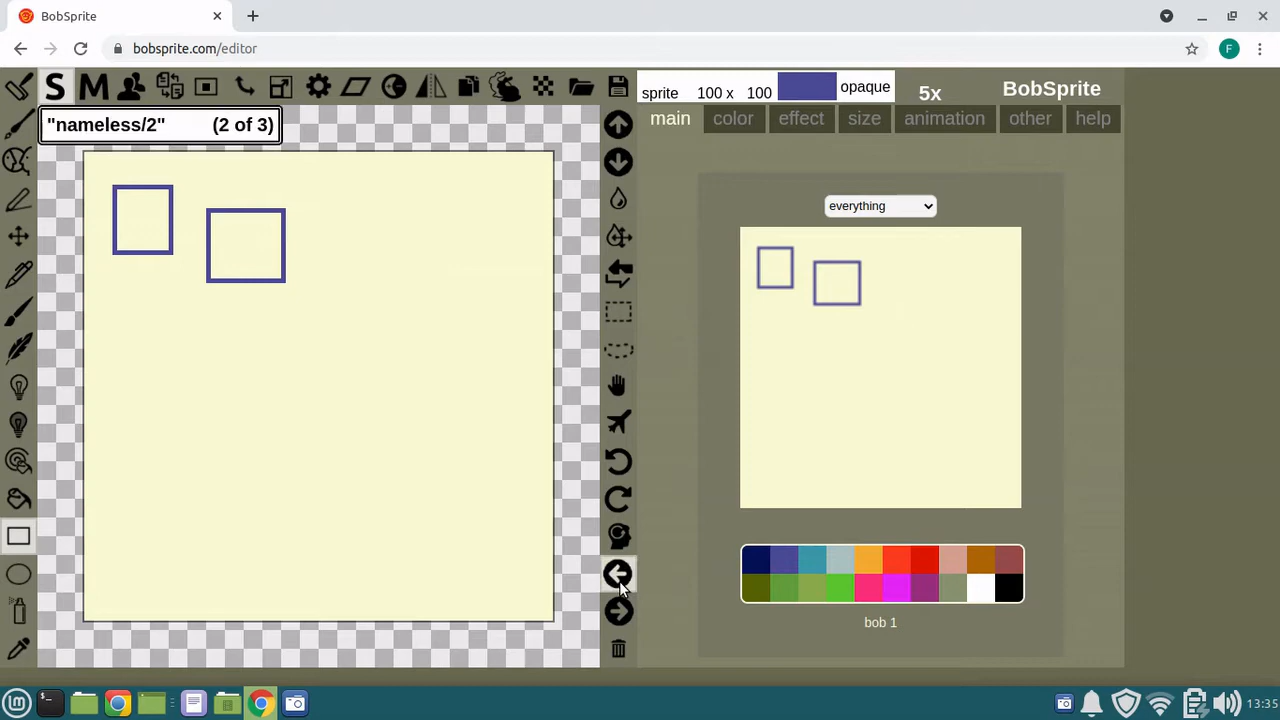 BobSprite
bobsprite.com/editor
F
S M
sprite 100 x 100 opaque 5x BobSprite
"nameless/2" (2 of 3)
main color effect size animation other help
everything
bob 1
13:35